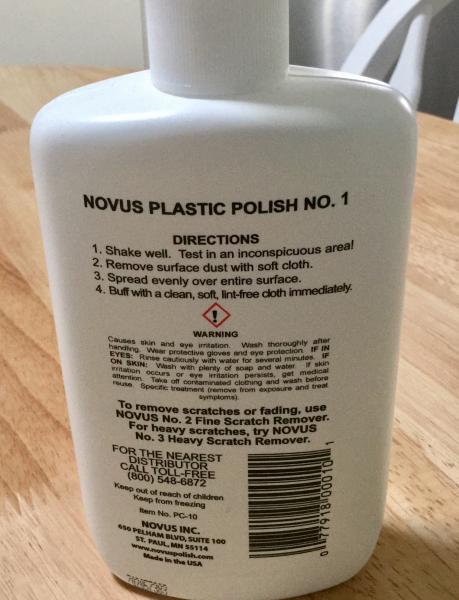 NOVUS PLASTIC POLISH NO. 1
DIRECTIONS
1. Shake well. Test in an inconspicuous area!
2. Remove surface dust with soft cloth.
3. Spread evenly over entire surface.
4. Buff with a clean, soft, lint-free cloth immediately.
!
WARNING
Causes skin and eye irritation. Wash thoroughly after
handling. Wear protective gloves and eye protection. IF IN
EYES: Rinse cautiously with water for several minutes. IF
ON SKIN: Wash with plenty of soap and water. If skin
irritation occurs or eye irritation persists, get medical
attention. Take off contaminated clothing and wash before
reuse. Specific treatment (remove from exposure and treat
symptoms).
To remove scratches or fading, use
NOVUS No. 2 Fine Scratch Remover.
For heavy scratches, try NOVUS
No. 3 Heavy Scratch Remover.
FOR THE NEAREST
DISTRIBUTOR
CALL TOLL-FREE
(800) 548-6872
Keep out of reach of children
Keep from freezing
Item No. PC-10
NOVUS INC.
650 PELHAM BLVD, SUITE 100
ST. PAUL, MN 55114
www.novuspolish.com
Made in the USA
0 77918 00010 1